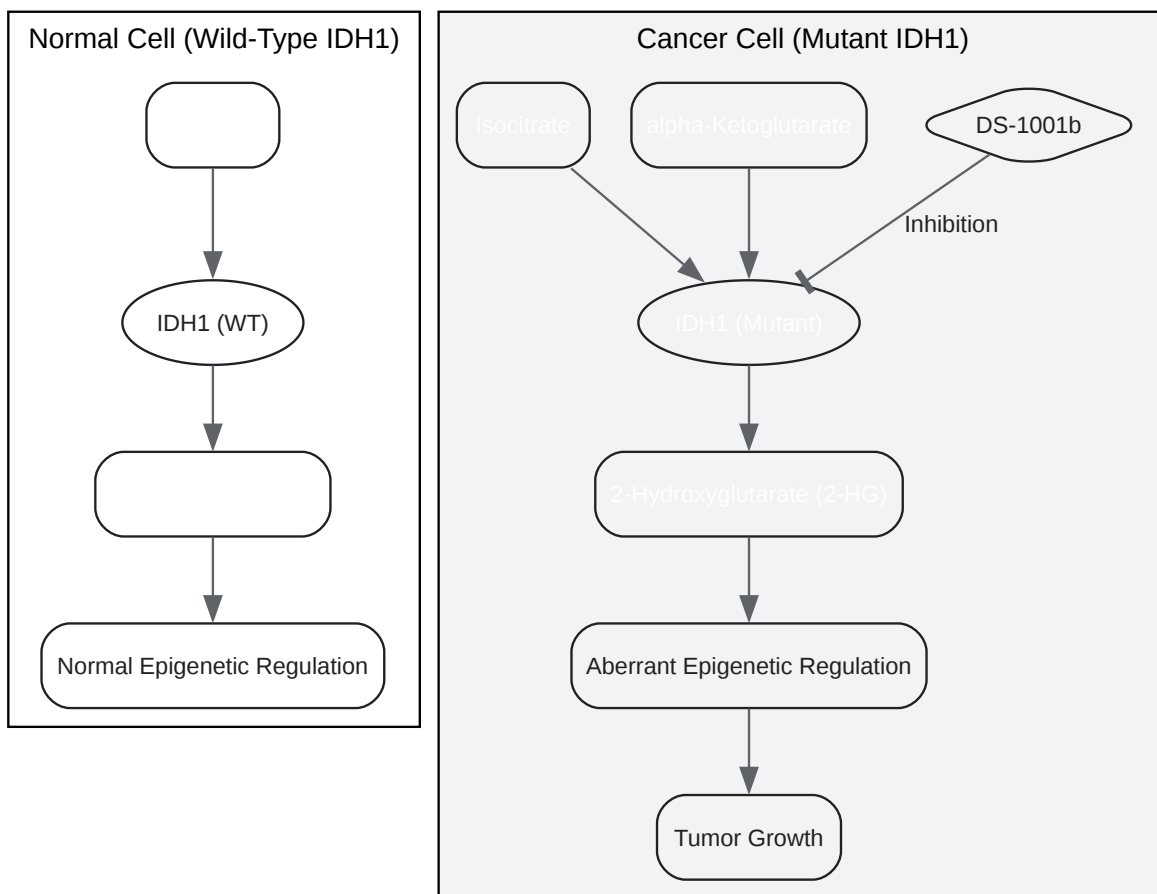 Normal Cell (Wild-Type IDH1)
IDH1 (WT)
Normal Epigenetic Regulation
Cancer Cell (Mutant IDH1)
Isocitrate
alpha-Ketoglutarate
DS-1001b
Inhibition
IDH1 (Mutant)
2-Hydroxyglutarate (2-HG)
Aberrant Epigenetic Regulation
Tumor Growth